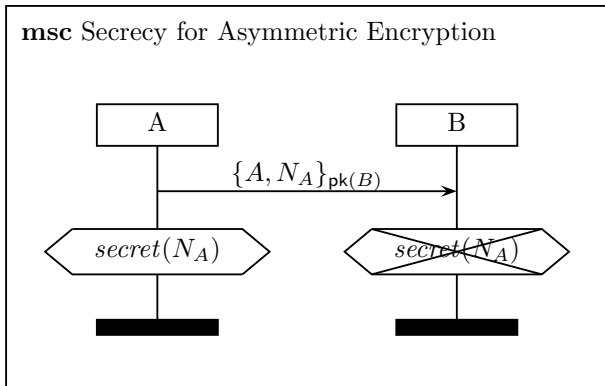 msc Secrecy for Asymmetric Encryption
A
B
{A, N_A}_pk(B)
secret(N_A)
secret(N_A)